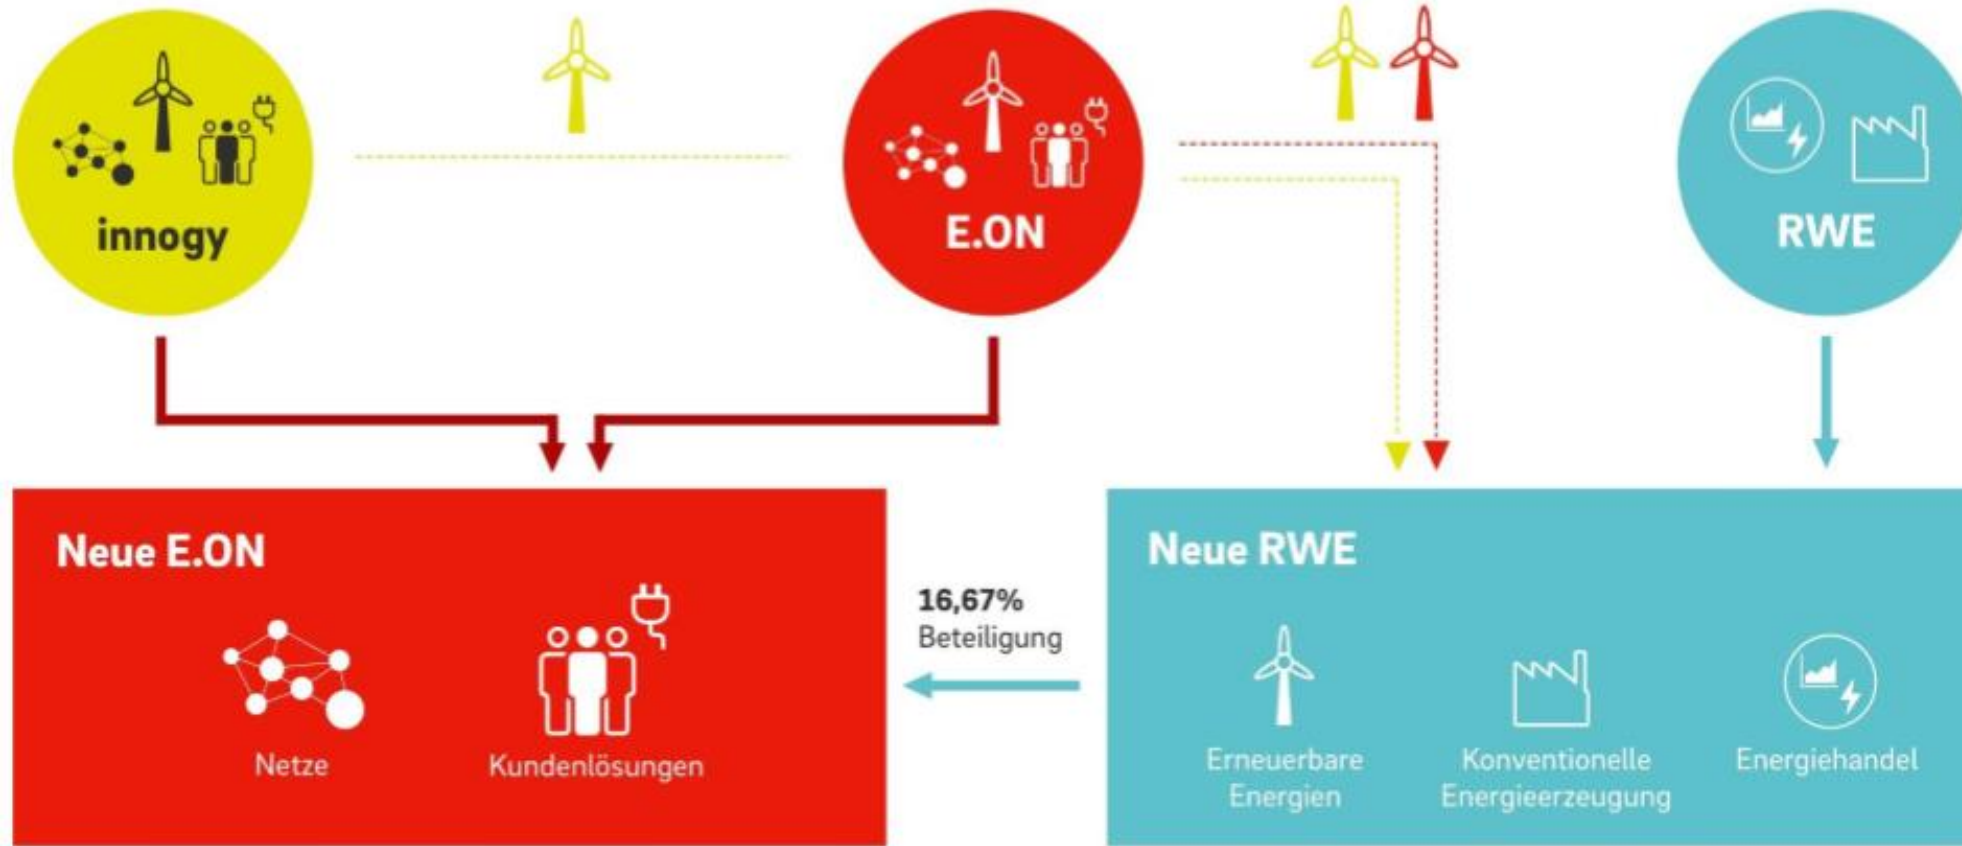 innogy
E.ON
RWE
Neue E.ON
Netze
Kundenlösungen
16,67%
Beteiligung
Neue RWE
Erneuerbare
Energien
Konventionelle
Energieerzeugung
Energiehandel